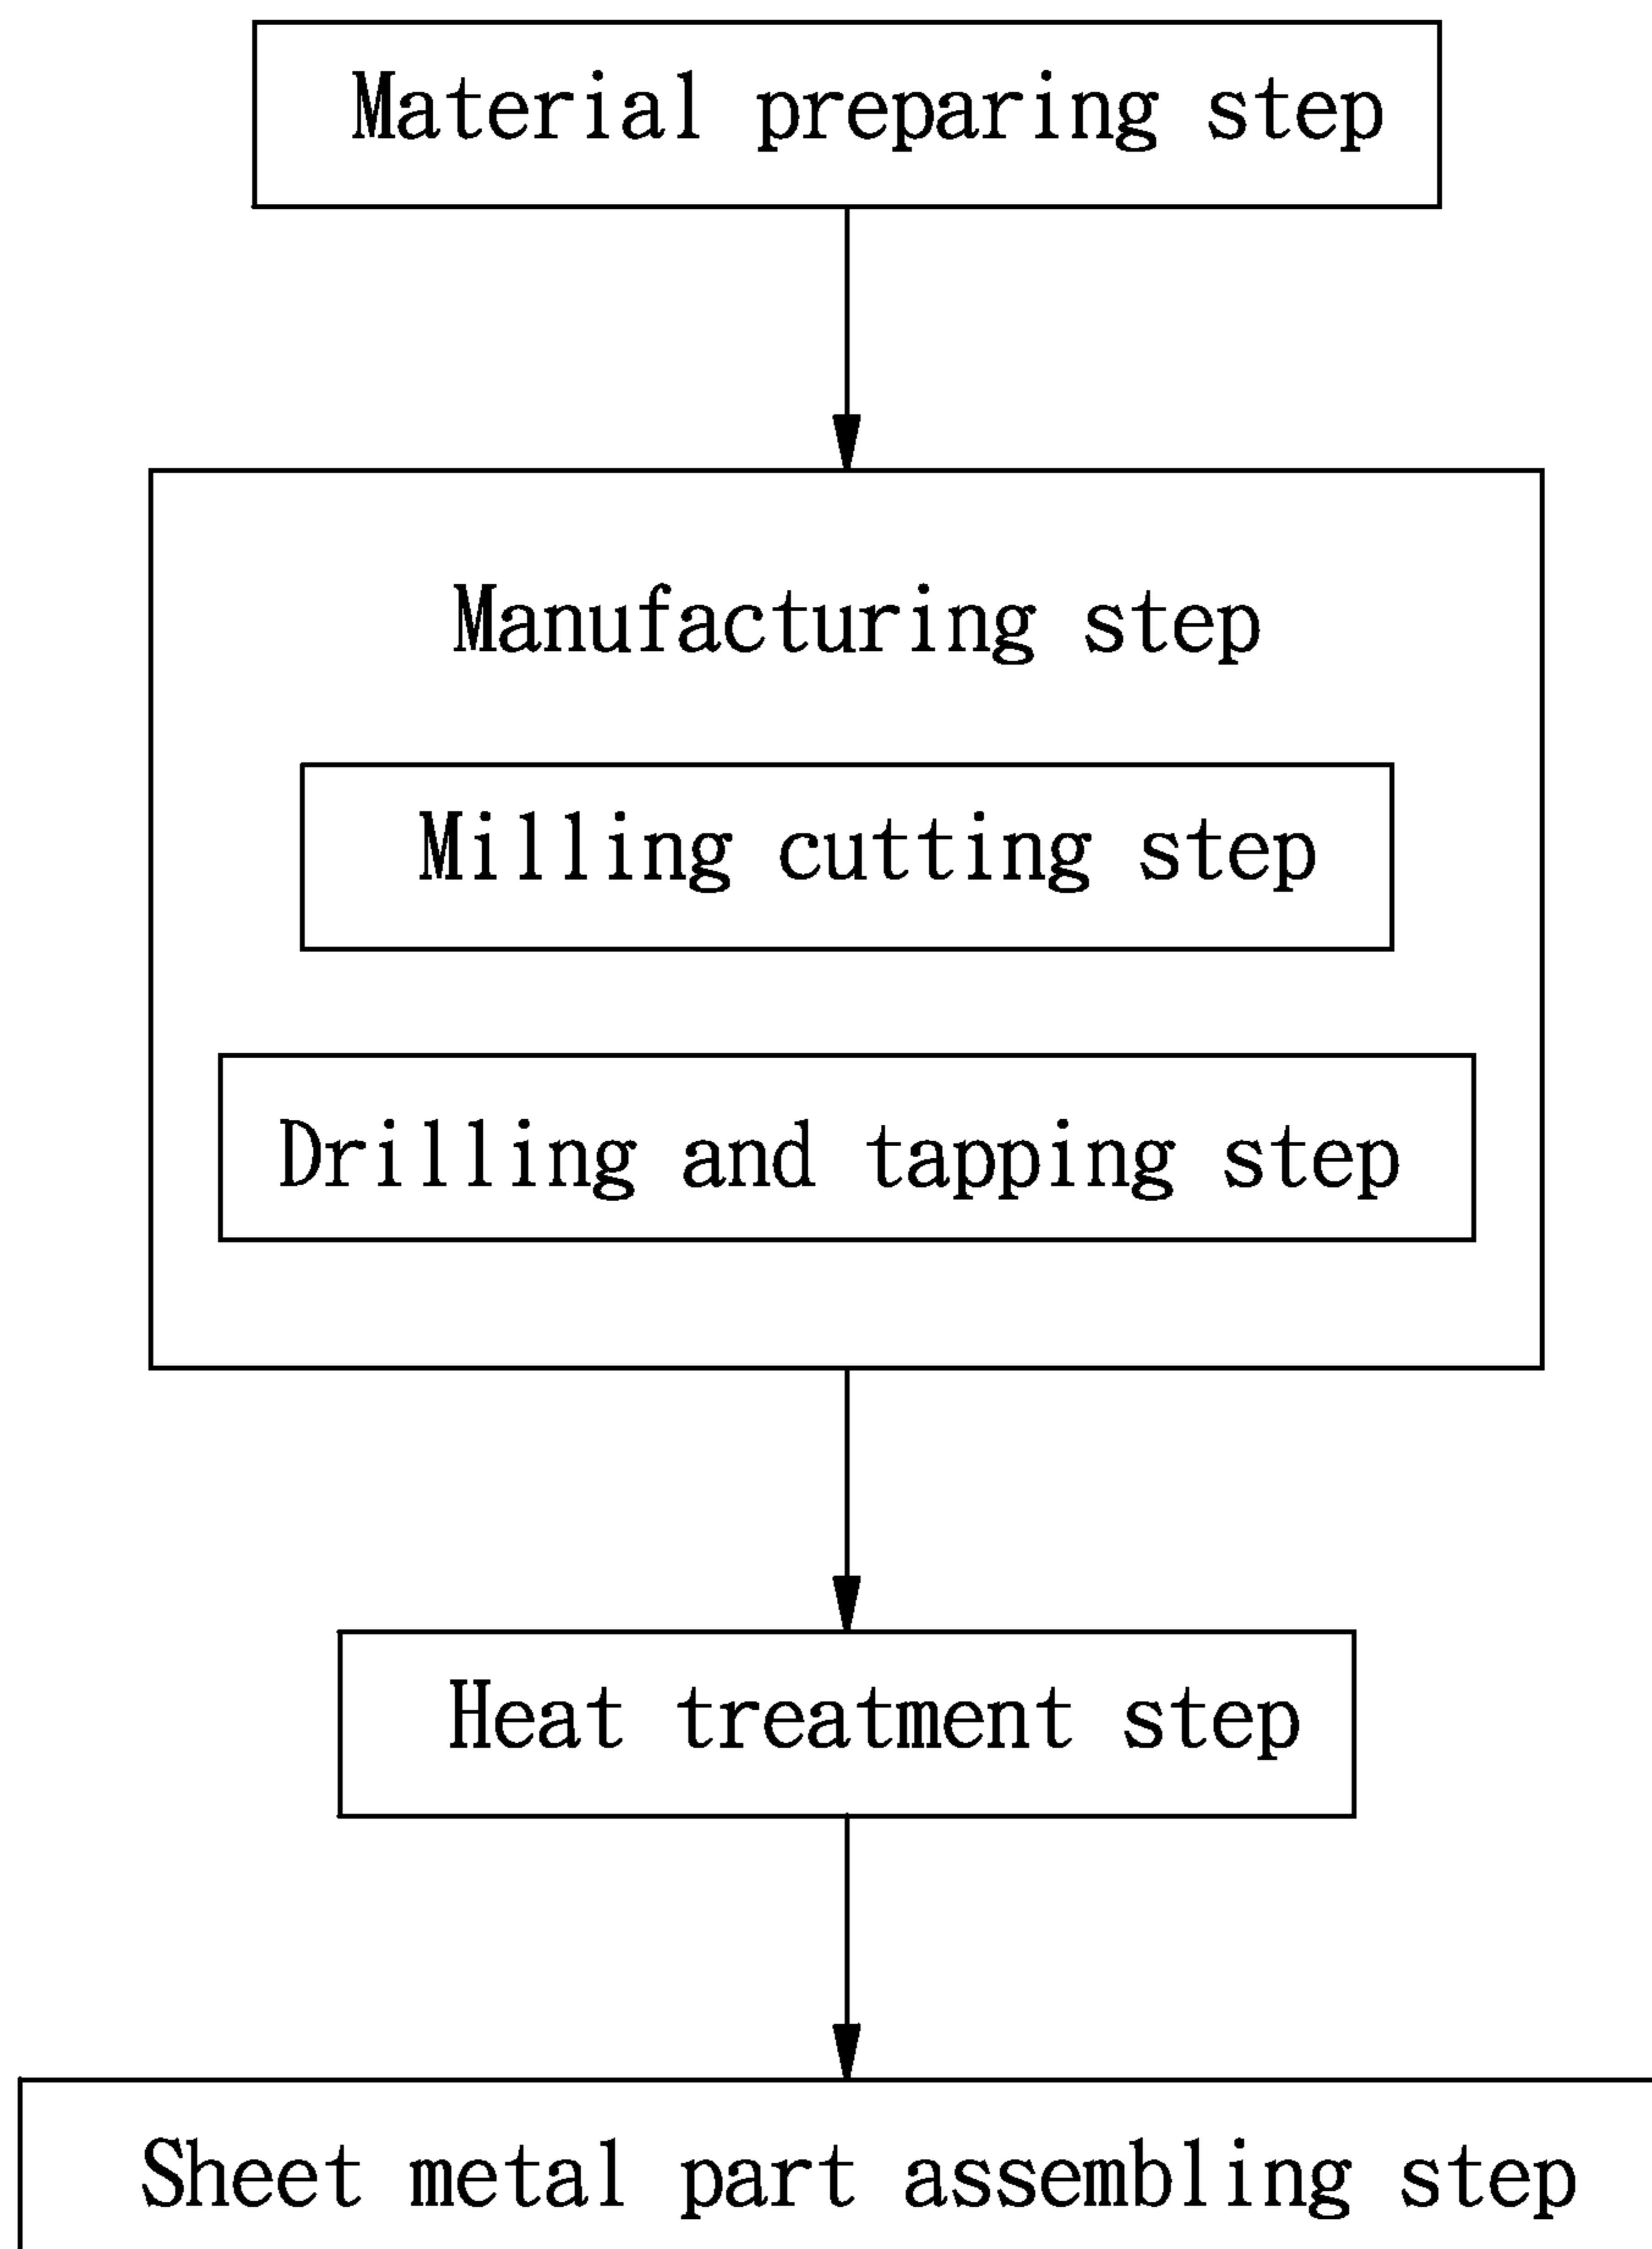 Material preparing step
Manufacturing step
Milling cutting step
Drilling and tapping step
Heat treatment step
Sheet metal part assembling step